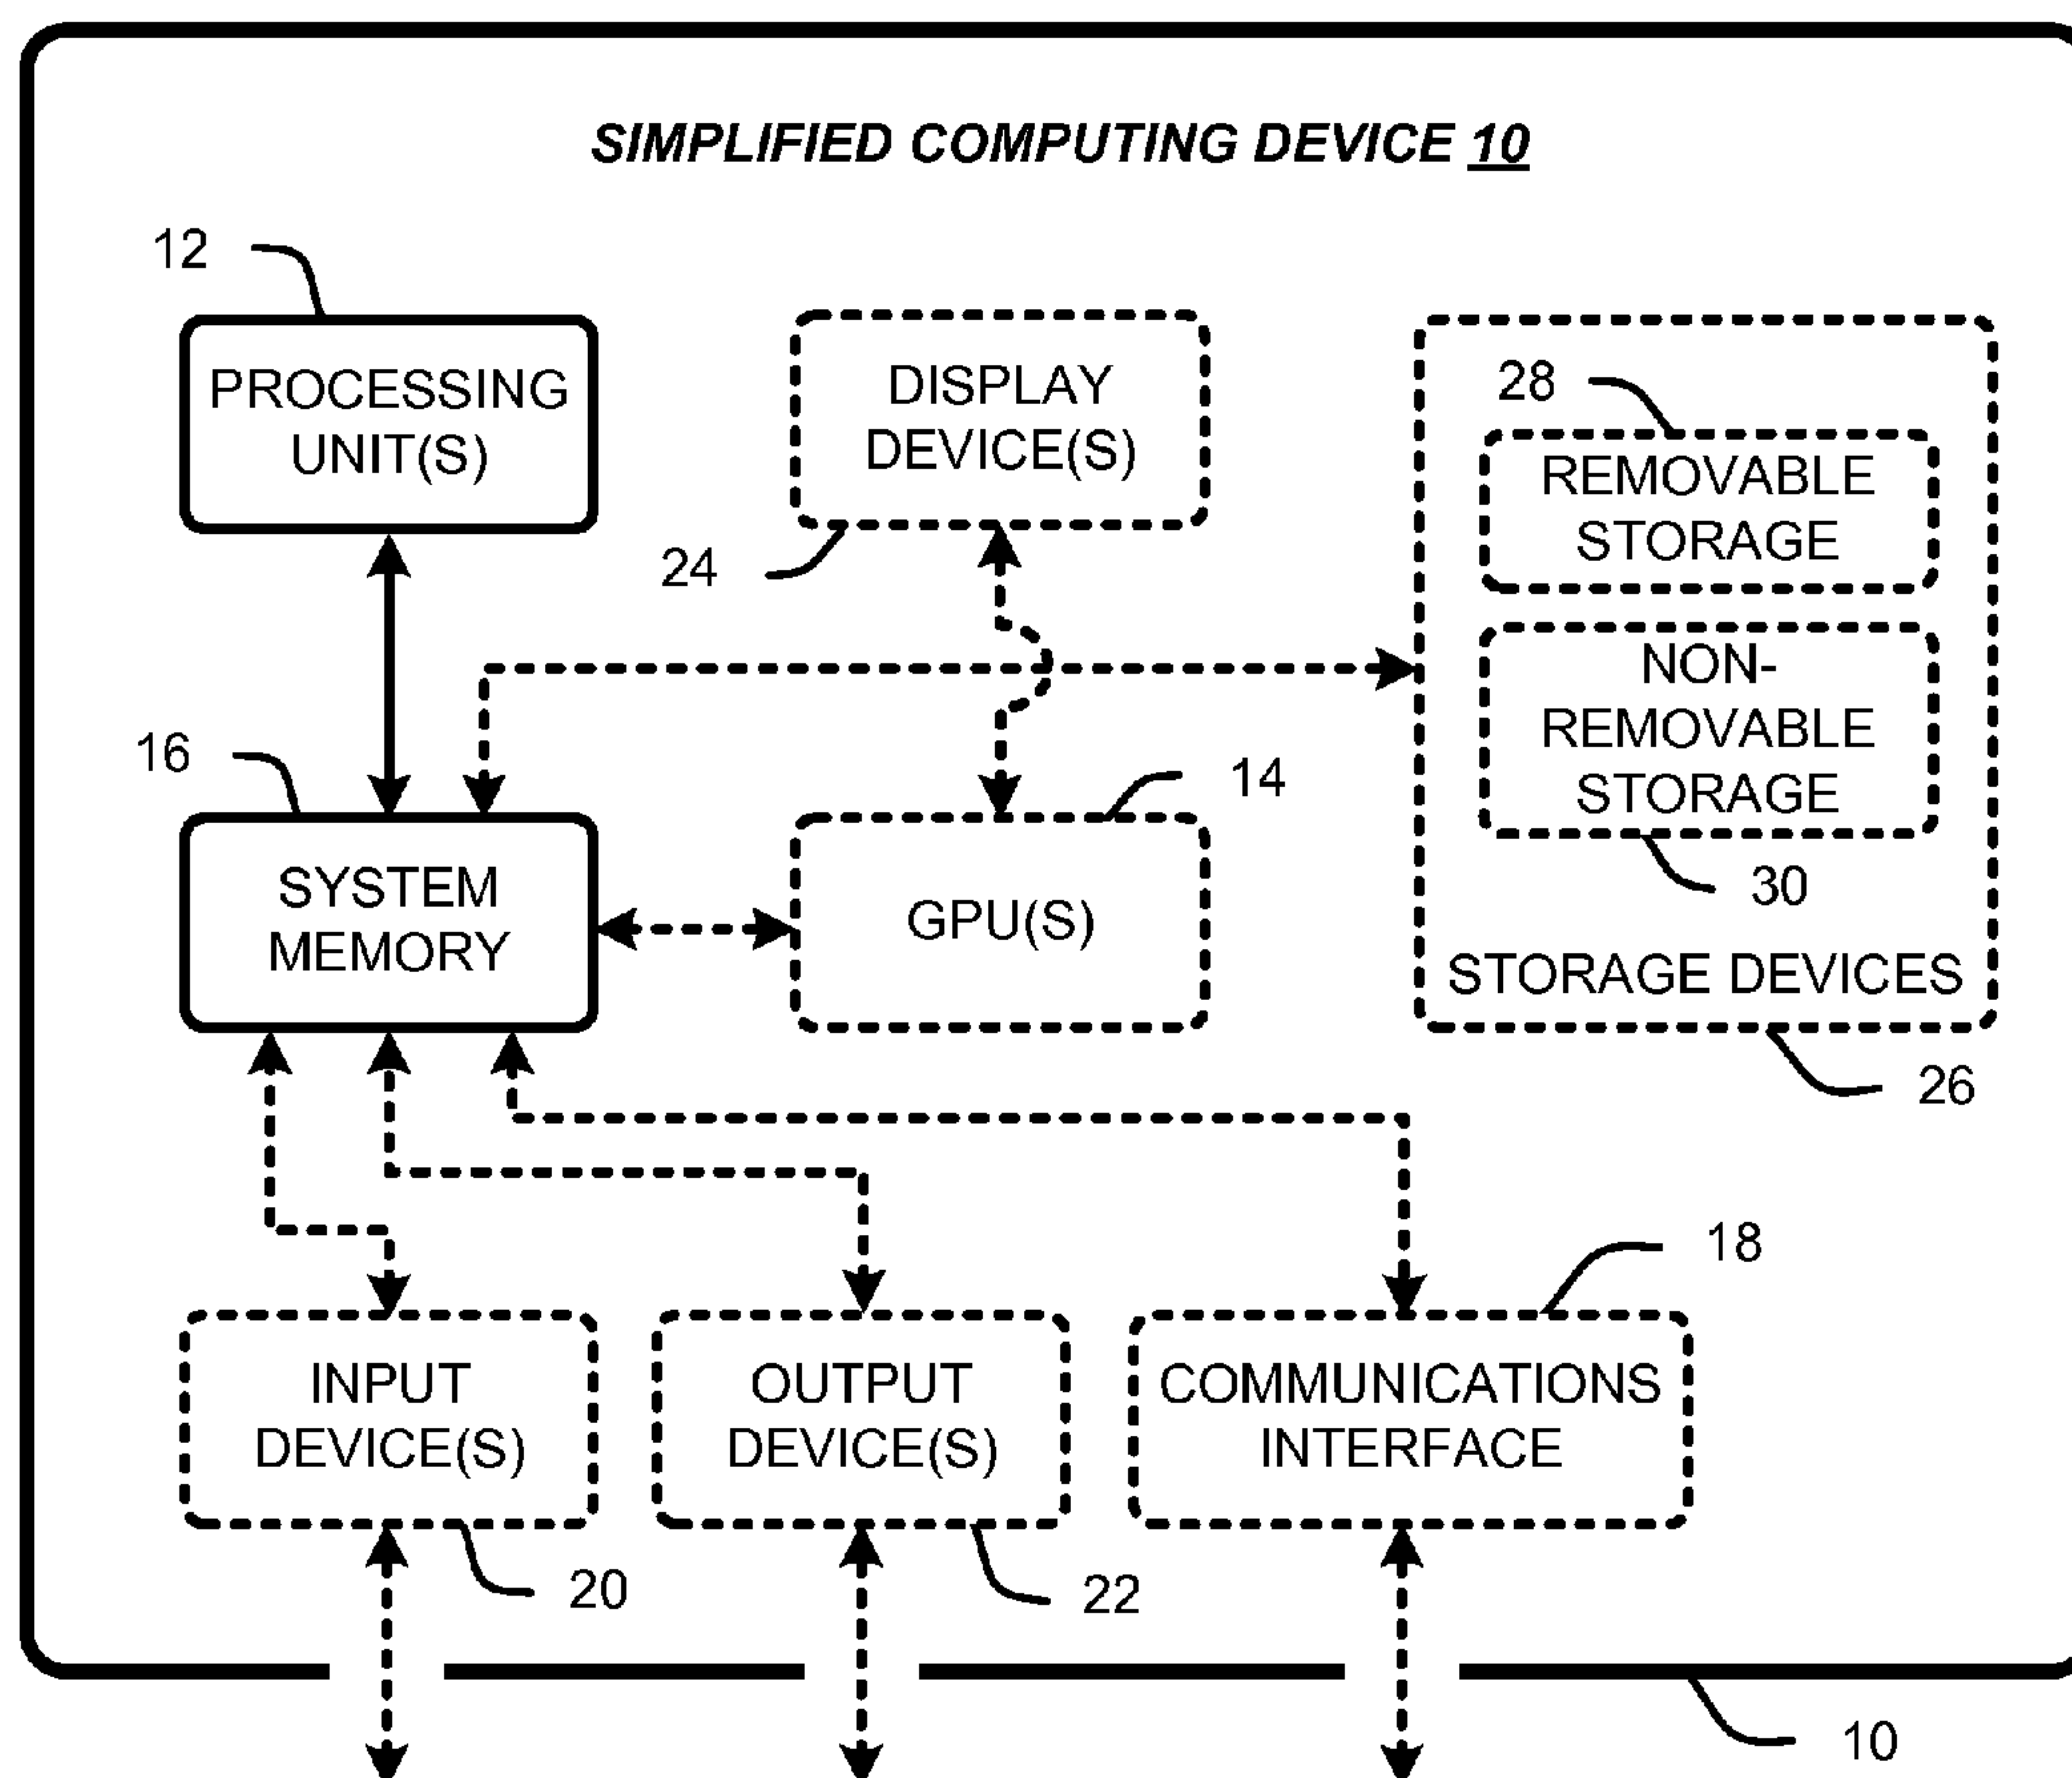 SIMPLIFIED COMPUTING DEVICE 10
12
PROCESSING
UNIT(S)
DISPLAY
DEVICE(S)
24
28
REMOVABLE
STORAGE
NON-
REMOVABLE
STORAGE
30
STORAGE DEVICES
26
16
SYSTEM
MEMORY
14
GPU(S)
18
INPUT
DEVICE(S)
20
OUTPUT
DEVICE(S)
22
COMMUNICATIONS
INTERFACE
10